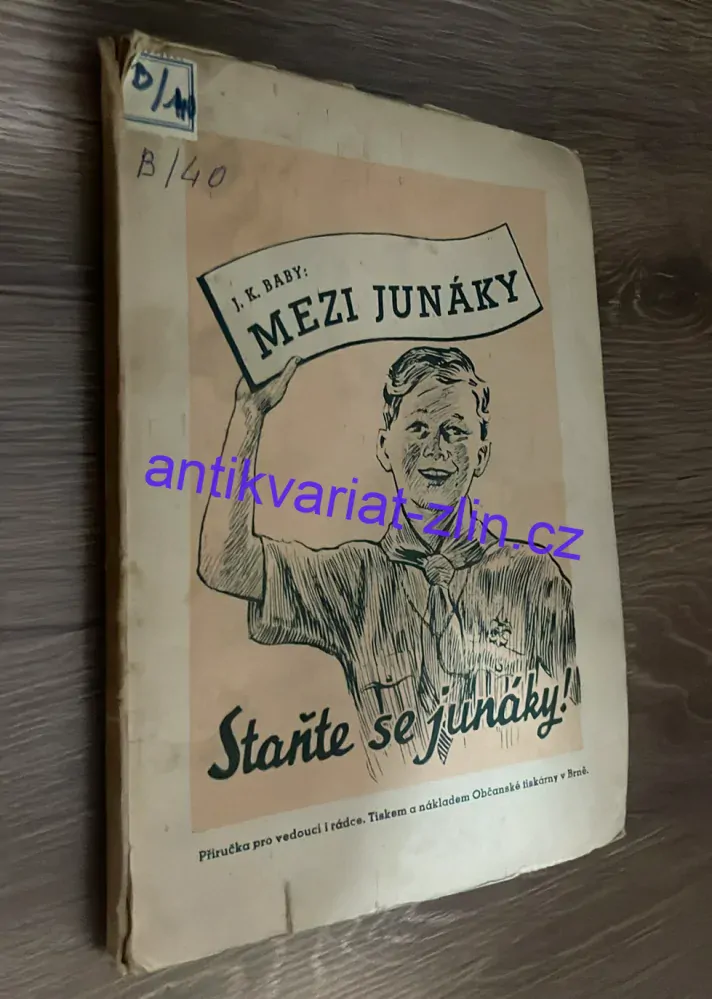 B/40
J. K. BABY:
MEZI JUNÁKY
antikvariat-zlin.cz
Staňte se junáky!
Příručka pro vedoucí i rádce. Tiskem a nákladem Občanské tiskárny v Brně.